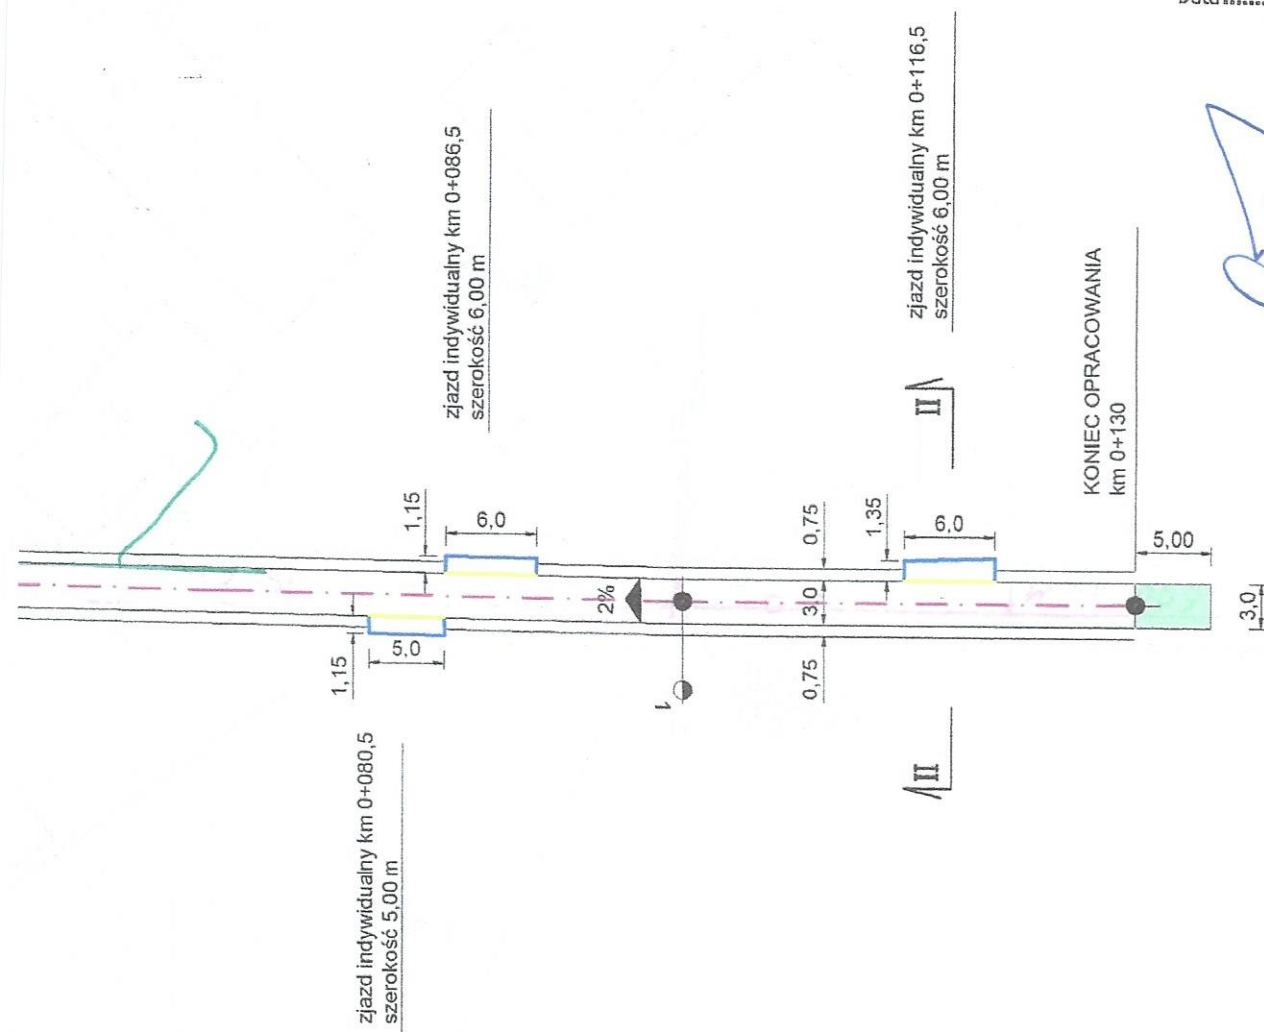 zjazd indywidualny km 0+080,5
szerokość 5,00 m
zjazd indywidualny km 0+086,5
szerokość 6,00 m
zjazd indywidualny km 0+116,5
szerokość 6,00 m
KONIEC OPRACOWANIA
km 0+130
1,15
5,0
1,15
6,0
2%
1
0,75
3,0
0,75
1,35
6,0
II
II
5,00
3,0